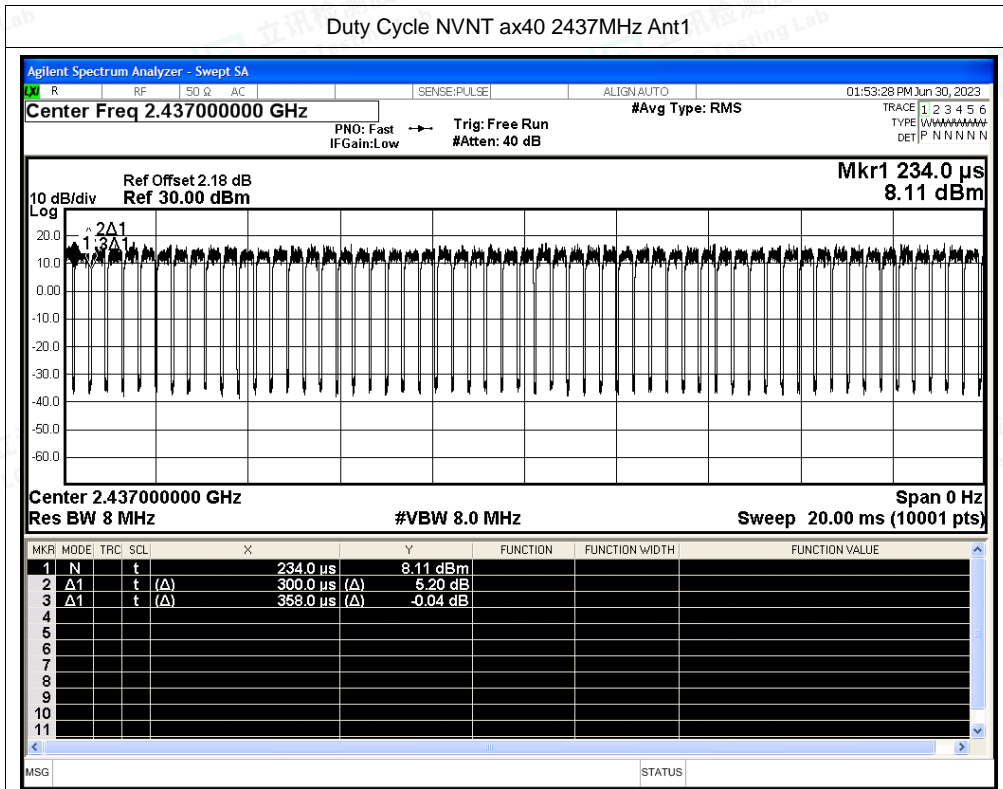 Duty Cycle NVNT ax40 2437MHz Ant1
Agilent Spectrum Analyzer - Swept SA
LXI R RF 50 Ω AC SENSE:PULSE ALIGN AUTO 01:53:28 PM Jun 30, 2023
Center Freq 2.437000000 GHz #Avg Type: RMS TRACE 1 2 3 4 5 6
PNO: Fast Trig: Free Run TYPE
IFGain:Low #Atten: 40 dB DET P N N N N N
Mkr1 234.0 µs
Ref Offset 2.18 dB
10 dB/div Ref 30.00 dBm 8.11 dBm
Log
2Δ1
20.0
1 3Δ1
10.0
0.00
-10.0
-20.0
-30.0
-40.0
-50.0
-60.0
Center 2.437000000 GHz Span 0 Hz
Res BW 8 MHz #VBW 8.0 MHz Sweep 20.00 ms (10001 pts)
MKR MODE TRC SCL X Y FUNCTION FUNCTION WIDTH FUNCTION VALUE
1 N t 234.0 µs 8.11 dBm
2 Δ1 t (Δ) 300.0 µs (Δ) 5.20 dB
3 Δ1 t (Δ) 358.0 µs (Δ) -0.04 dB
4
5
6
7
8
9
10
11
MSG STATUS